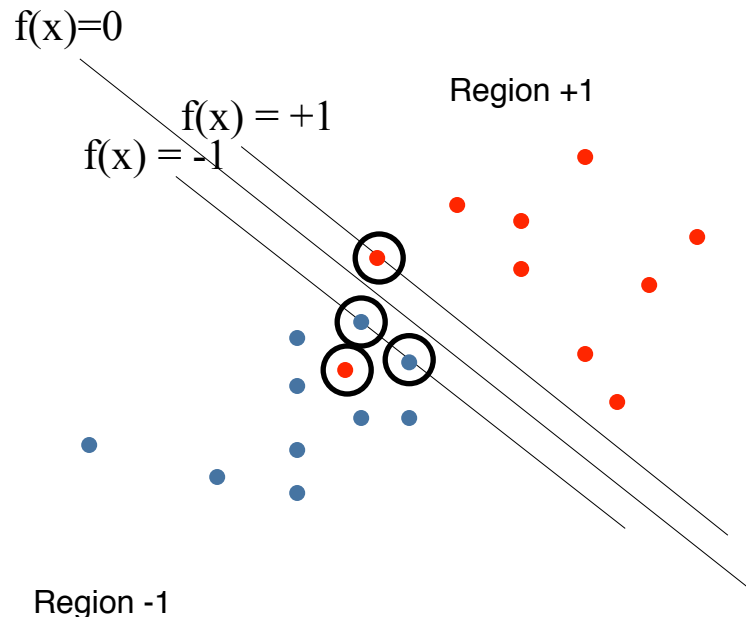 f(x)=0
Region +1
f(x) = +1
f(x) = -1
Region -1